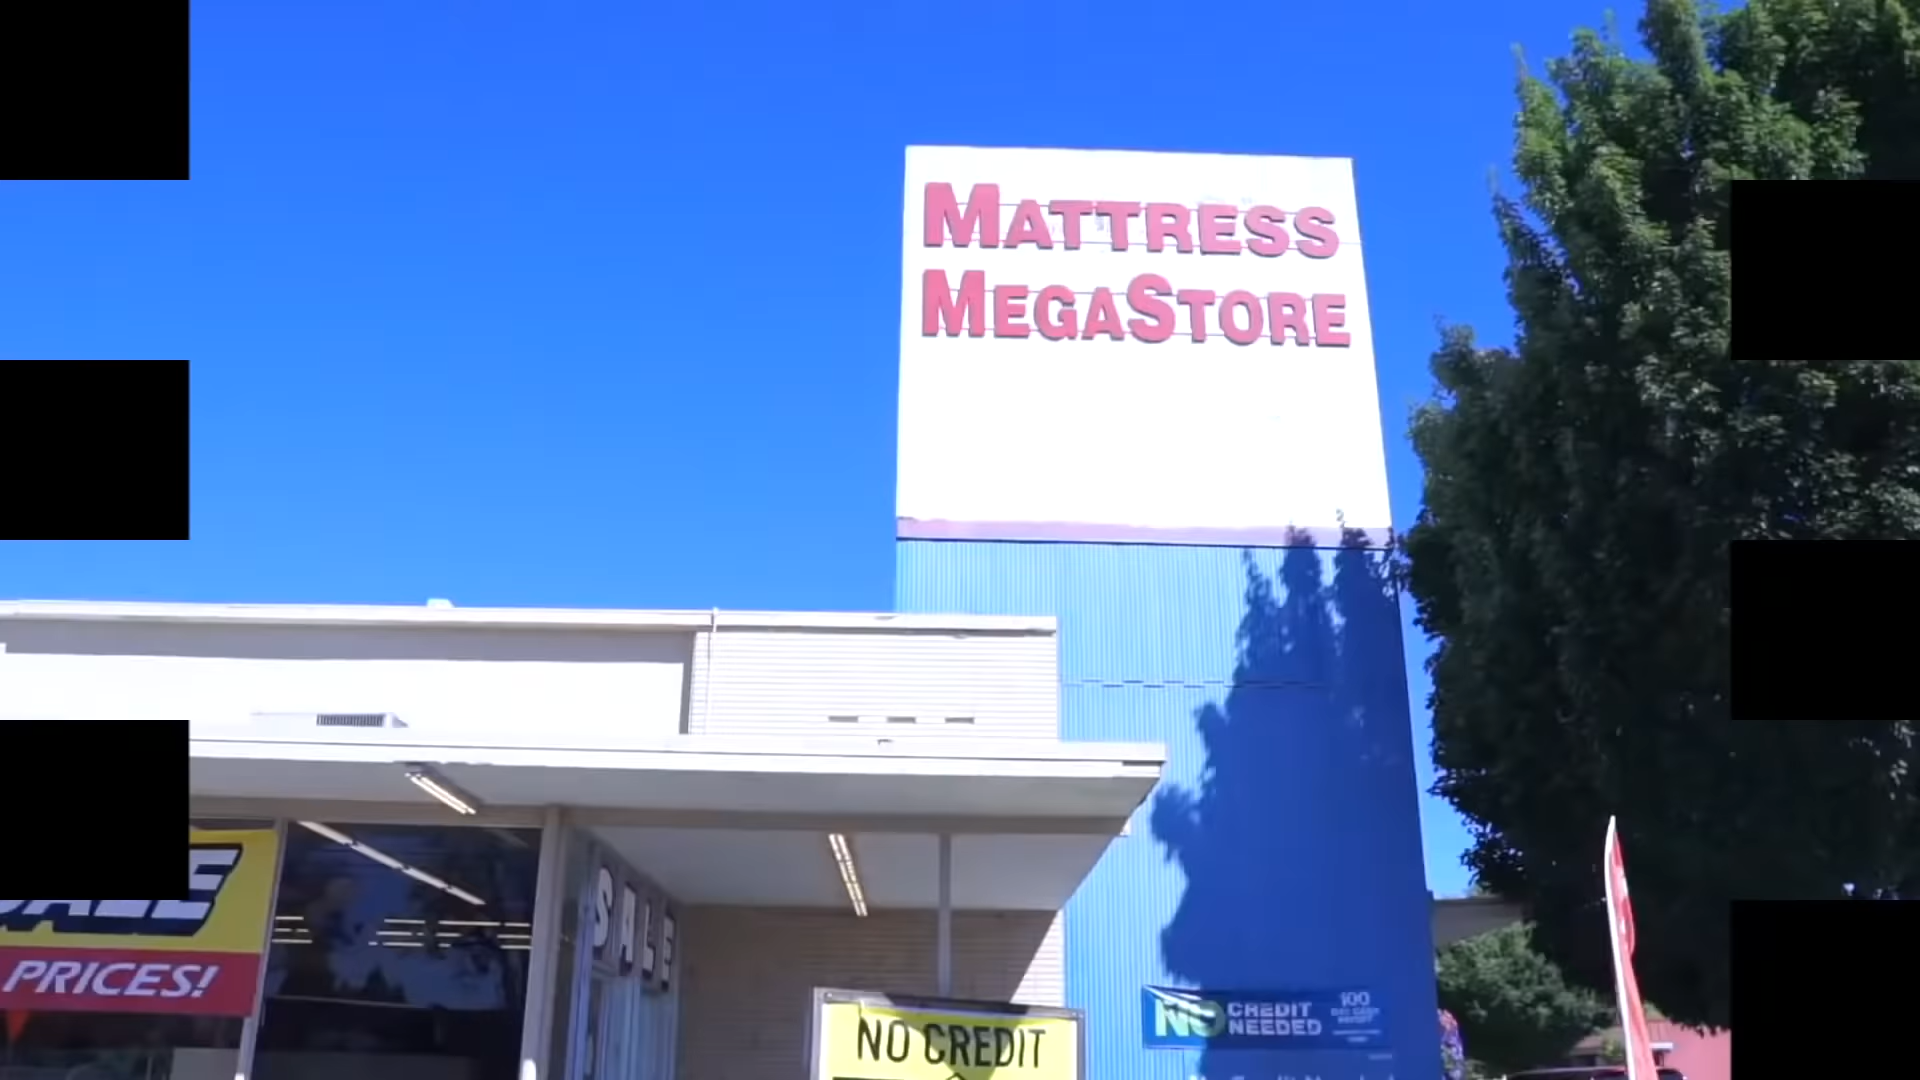 MATTRESS
MEGASTORE
PRICES!
SALE
NO CREDIT
NO CREDIT
NEEDED
100